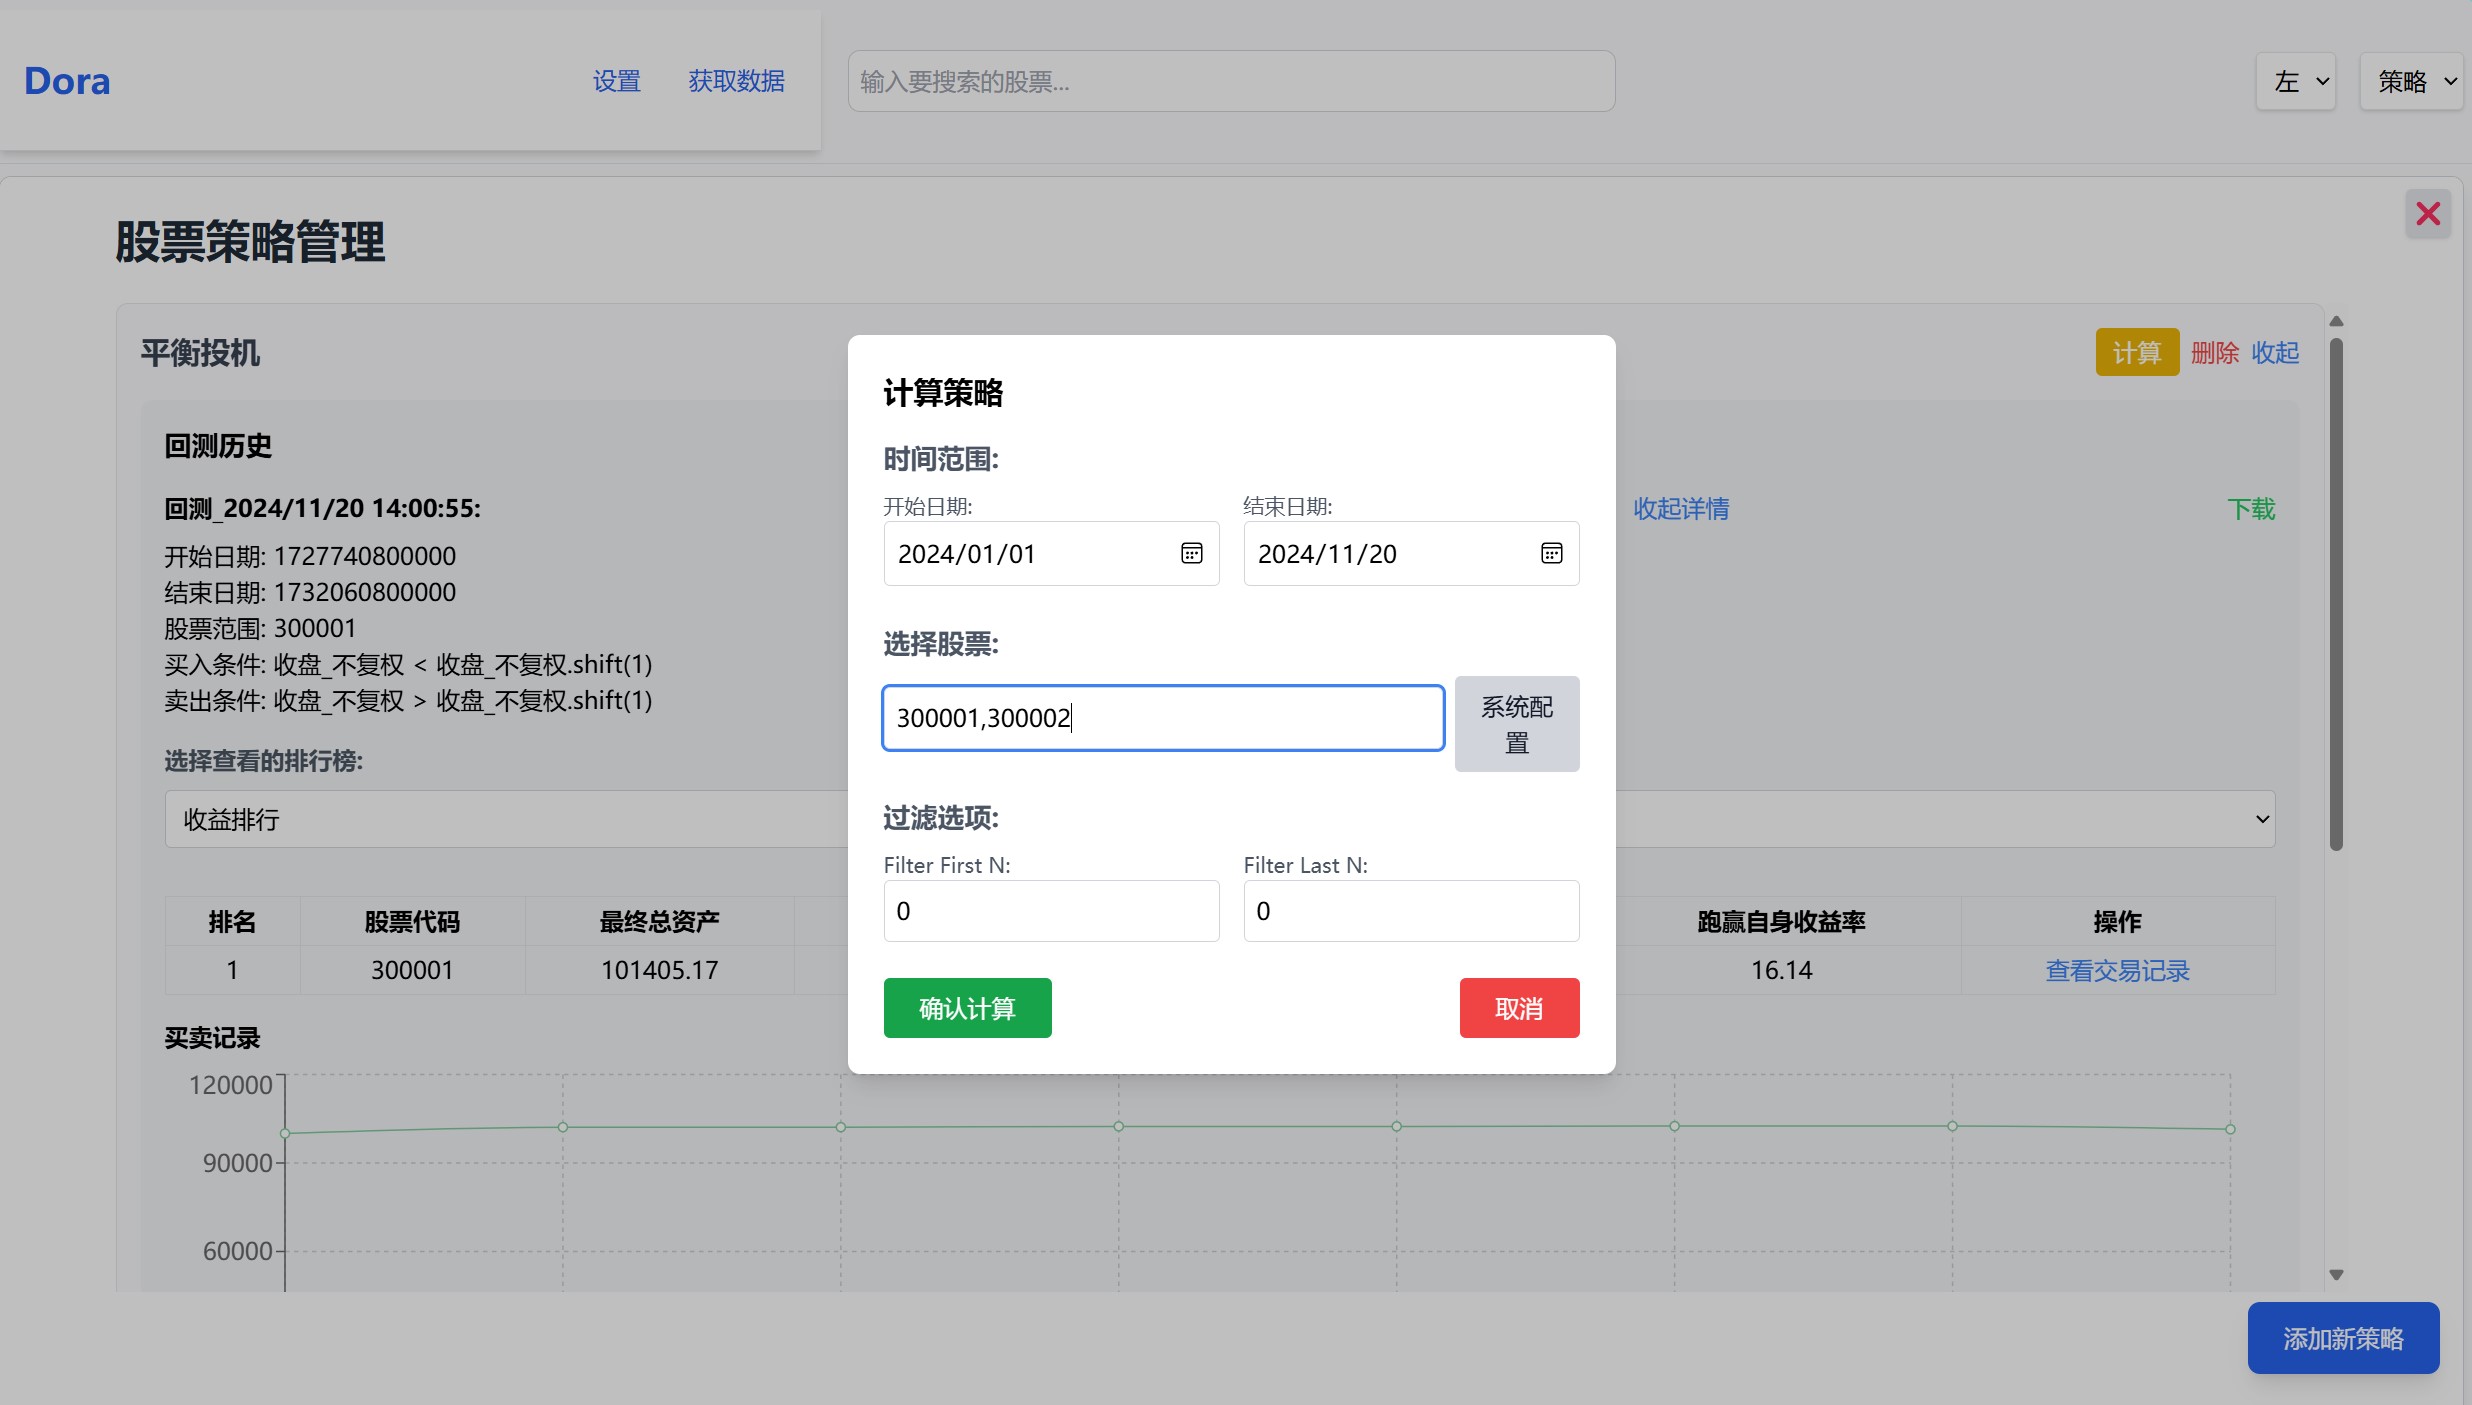 Dora
设置
获取数据
输入要搜索的股票...
左
策略
股票策略管理
平衡投机
计算 删除 收起
回测历史
回测_2024/11/20 14:00:55:
收起详情
下载
开始日期: 1727740800000
结束日期: 1732060800000
股票范围: 300001
买入条件: 收盘_不复权 < 收盘_不复权.shift(1)
卖出条件: 收盘_不复权 > 收盘_不复权.shift(1)
选择查看的排行榜:
收益排行
排名 股票代码 最终总资产 跑赢自身收益率 操作
1 300001 101405.17 16.14 查看交易记录
买卖记录
120000
90000
60000
计算策略
时间范围:
开始日期: 结束日期:
2024/01/01 2024/11/20
选择股票:
300001,300002
系统配
置
过滤选项:
Filter First N: Filter Last N:
0 0
确认计算 取消
添加新策略